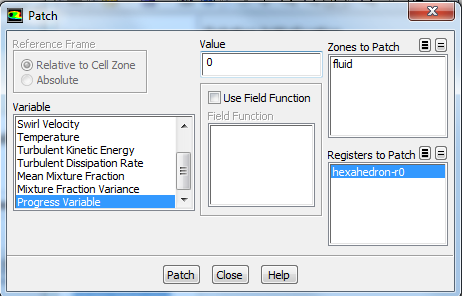 Patch
Reference Frame
Relative to Cell Zone
Absolute
Variable
Swirl Velocity
Temperature
Turbulent Kinetic Energy
Turbulent Dissipation Rate
Mean Mixture Fraction
Mixture Fraction Variance
Progress Variable
Value
0
Use Field Function
Field Function
Zones to Patch
fluid
Registers to Patch
hexahedron-r0
Patch
Close
Help